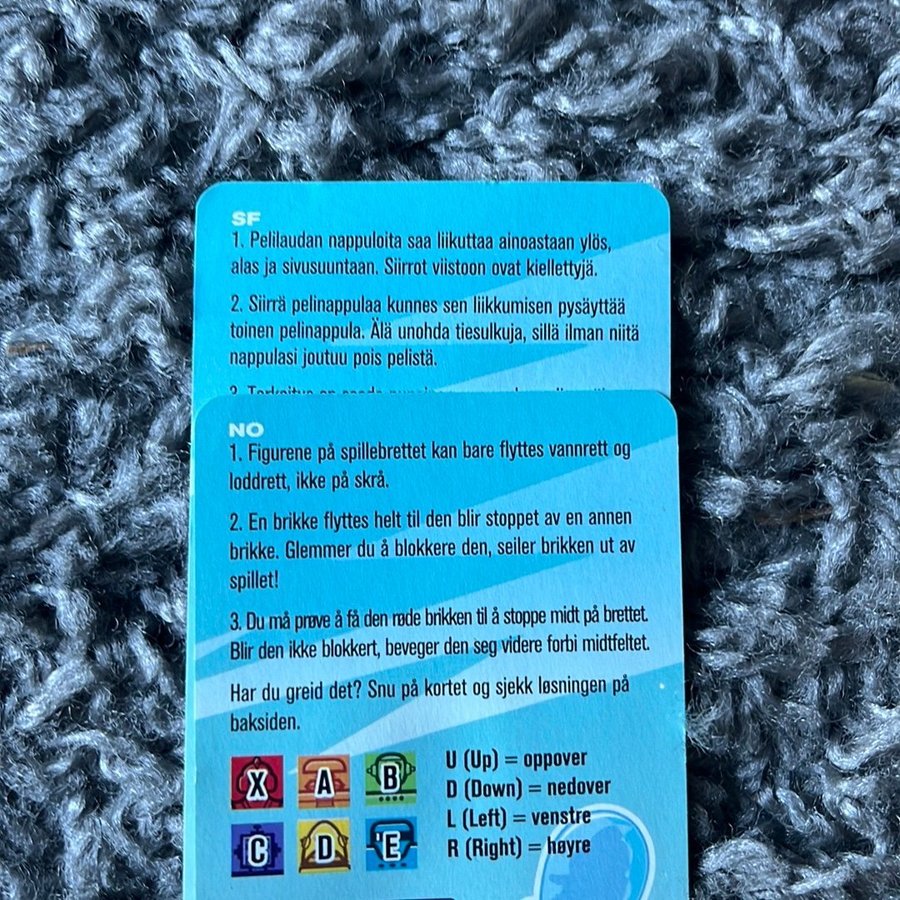 SF
1. Pelilaudan nappuloita saa liikuttaa ainoastaan ylös,
alas ja sivusuuntaan. Siirrot viistoon ovat kiellettyjä.
2. Siirrä pelinappulaa kunnes sen liikkumisen pysäyttää
toinen pelinappula. Älä unohda tiesulkuja, sillä ilman niitä
nappulasi joutuu pois pelistä.
NO
1. Figurene på spillebrettet kan bare flyttes vannrett og
loddrett, ikke på skrå.
2. En brikke flyttes helt til den blir stoppet av en annen
brikke. Glemmer du å blokkere den, seiler brikken ut av
spillet!
3. Du må prøve å få den røde brikken til å stoppe midt på brettet.
Blir den ikke blokkert, beveger den seg videre forbi midtfeltet.
Har du greid det? Snu på kortet og sjekk løsningen på
baksiden.
X A B
C D E
U (Up) = oppover
D (Down) = nedover
L (Left) = venstre
R (Right) = høyre